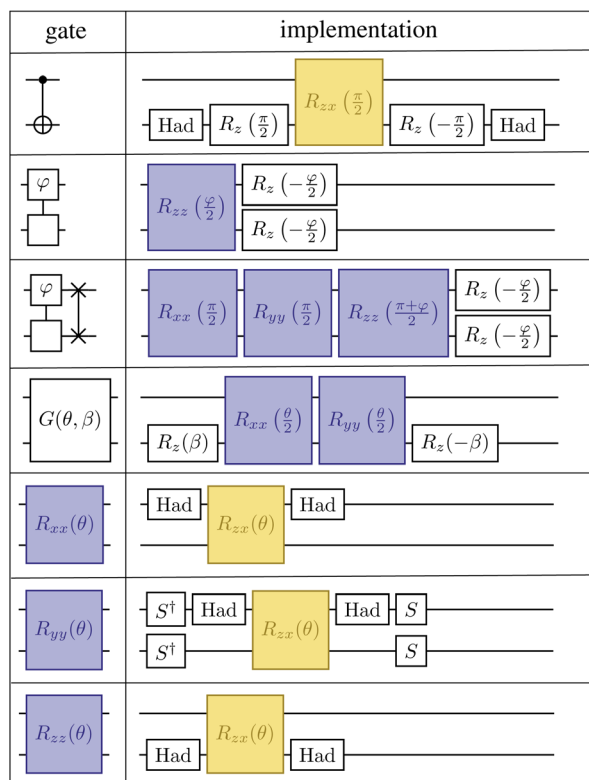 gate implementation
Had R_z(π/2) R_zx(π/2) R_z(−π/2) Had
φ R_zz(φ/2) R_z(−φ/2)
R_z(−φ/2)
φ R_xx(π/2) R_yy(π/2) R_zz((π+φ)/2) R_z(−φ/2)
R_z(−φ/2)
G(θ, β) R_z(β) R_xx(θ/2) R_yy(θ/2) R_z(−β)
R_xx(θ) Had R_zx(θ) Had
R_yy(θ) S† Had R_zx(θ) Had S
S† S
R_zz(θ) Had R_zx(θ) Had